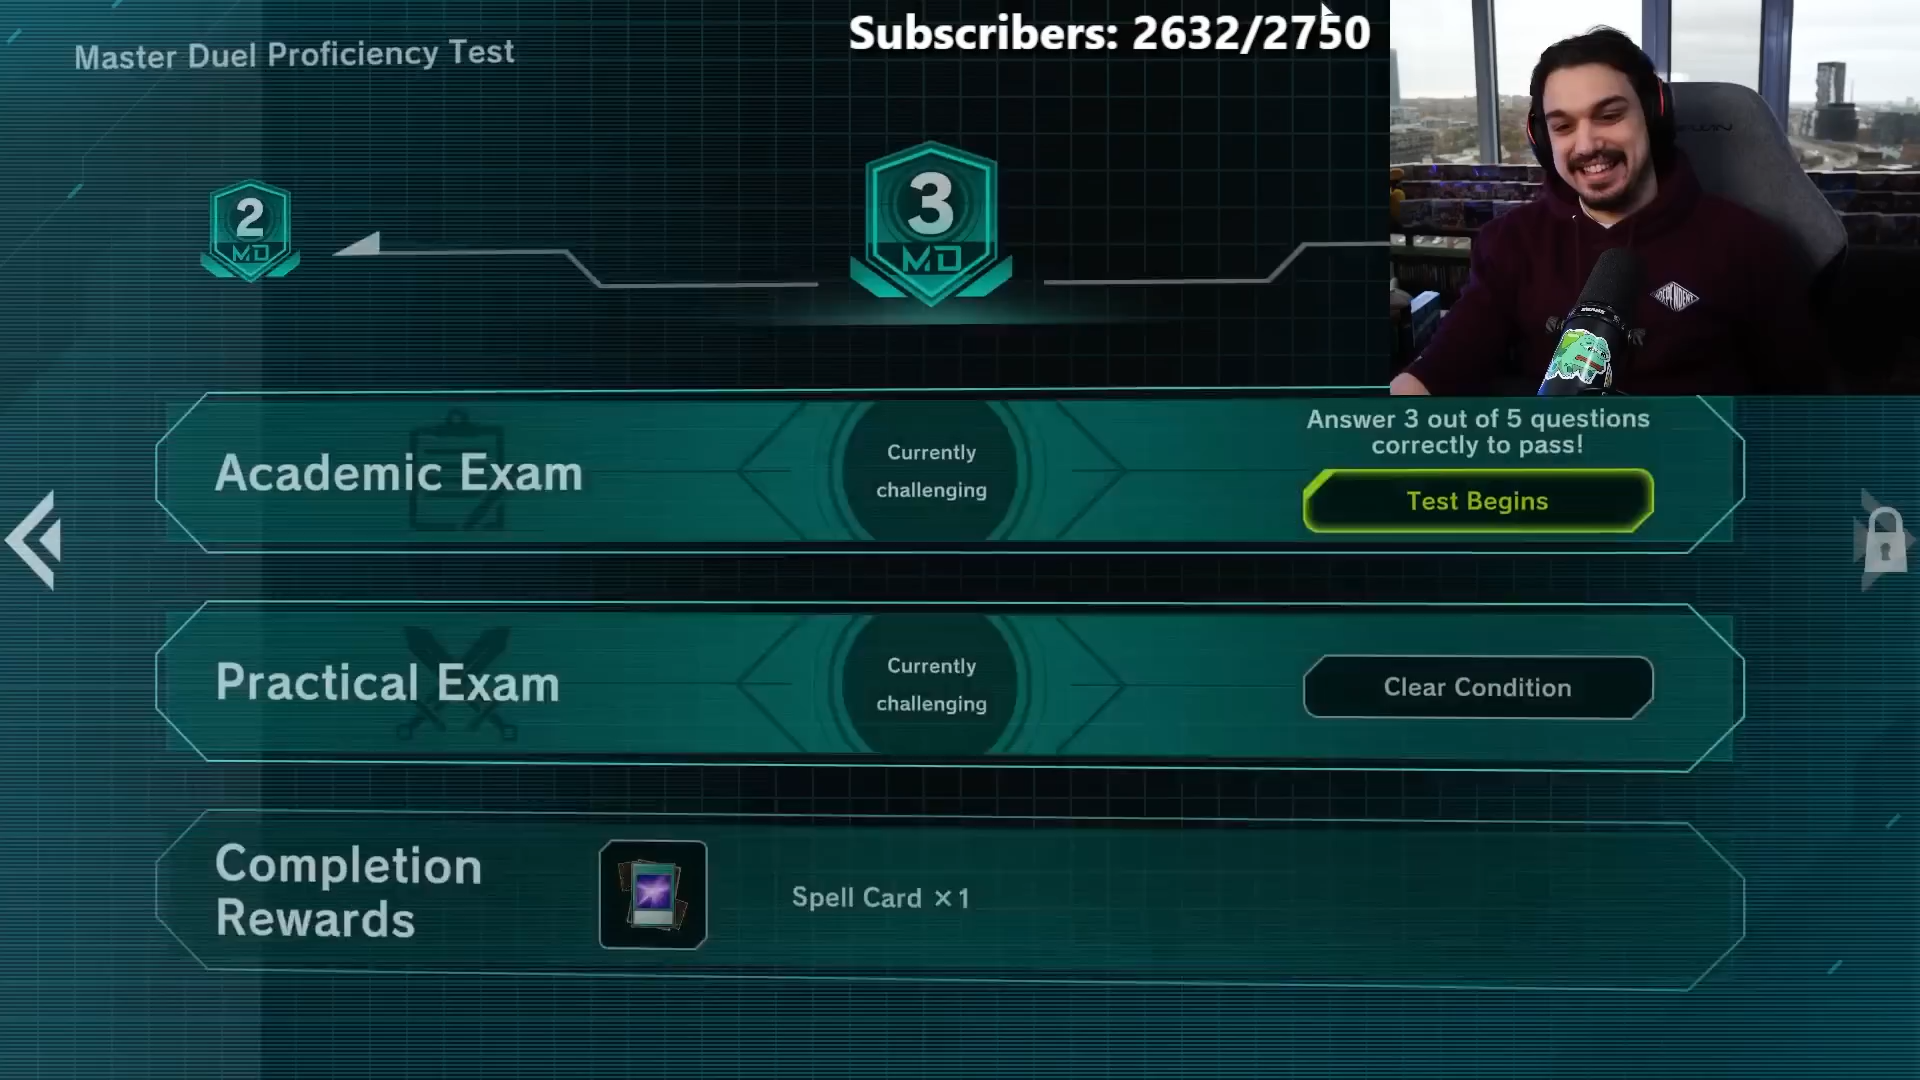 Subscribers: 2632/2750
Master Duel Proficiency Test
2
MD
3
MD
INDEPENDENT
Academic Exam
Currently
challenging
Answer 3 out of 5 questions
correctly to pass!
Test Begins
Practical Exam
Currently
challenging
Clear Condition
Completion
Rewards
Spell Card ×1